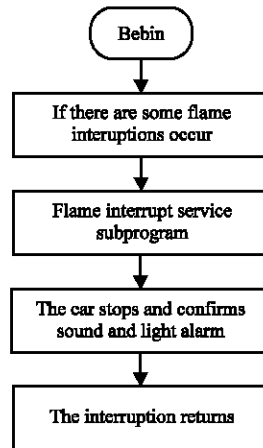 Bebin
If there are some flame
interuptions occur
Flame interrupt service
subprogram
The car stops and confirms
sound and light alarm
The interruption returns